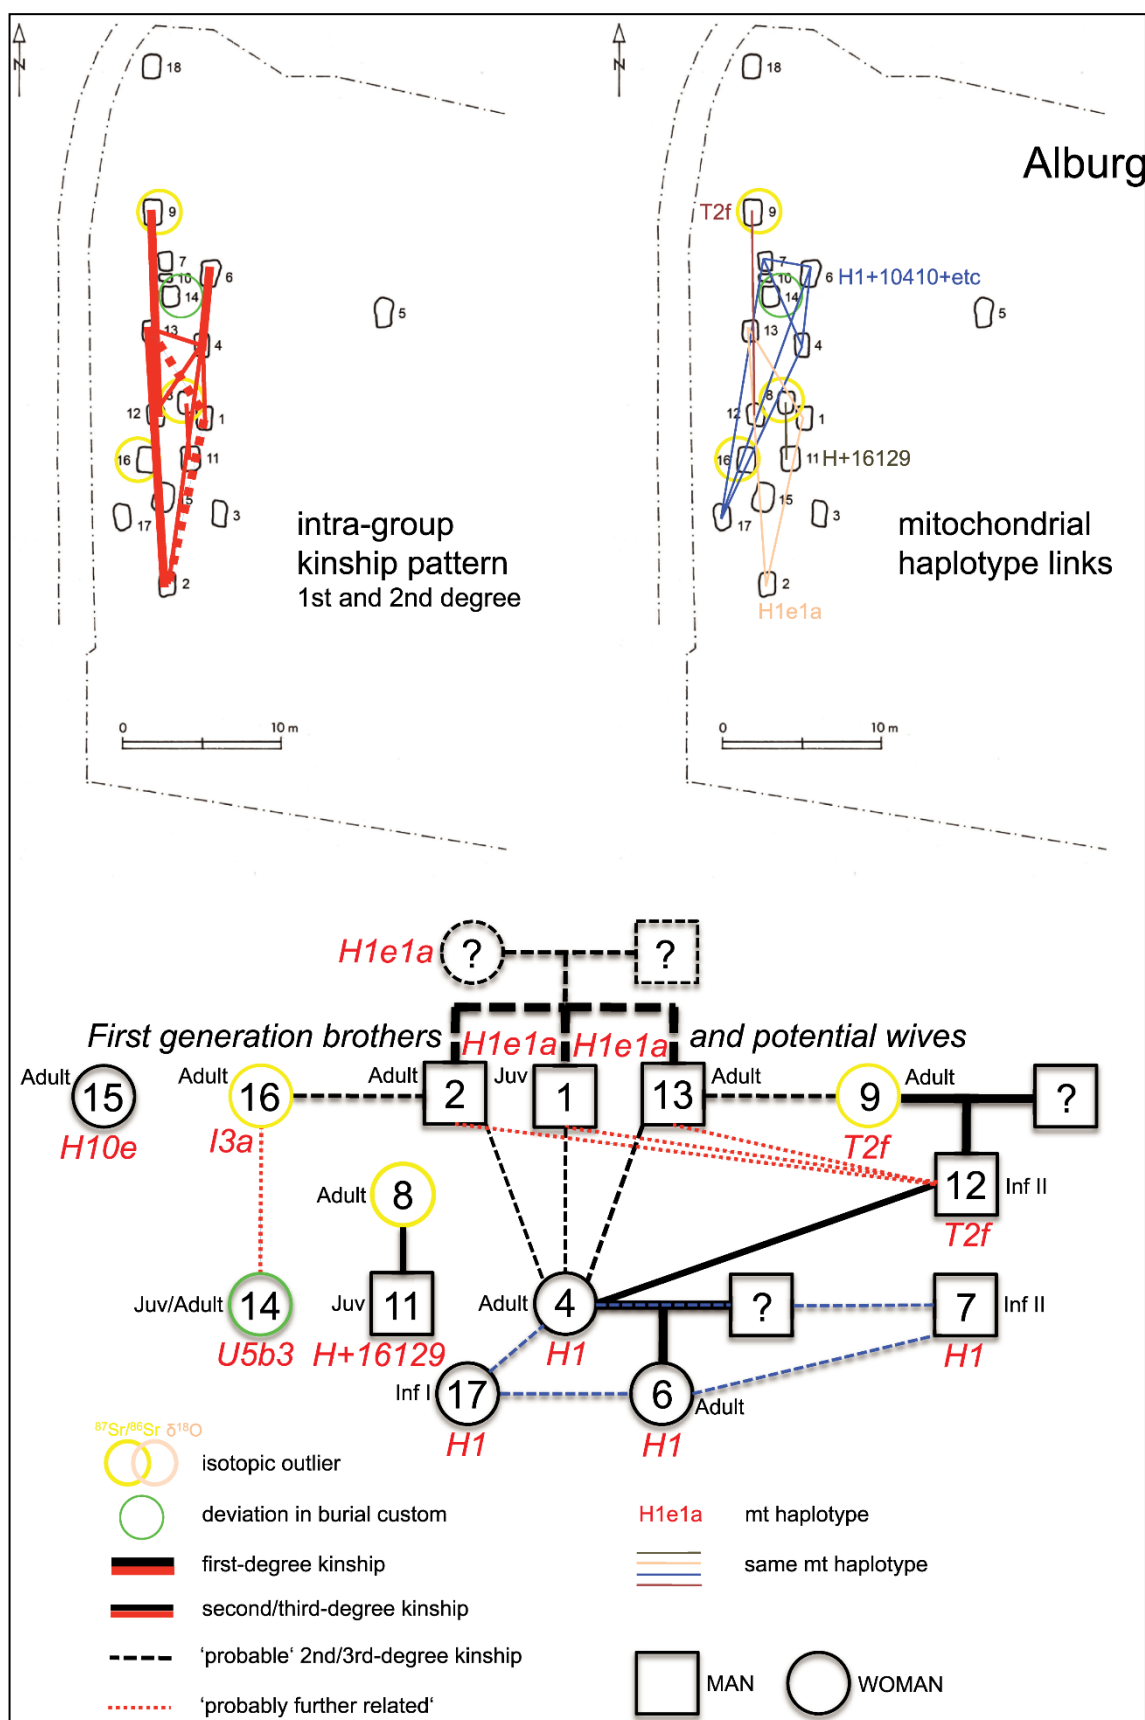 N
18
9
7
10
6
14
5
13
4
8
12
1
16
11
15
17
3
2
intra-group
kinship pattern
1st and 2nd degree
0
10 m
N
18
Alburg
T2f
9
7
10
6
H1+10410+etc
14
5
13
4
8
12
1
16
11
H+16129
15
17
3
2
H1e1a
mitochondrial
haplotype links
0
10 m
H1e1a ? ?
First generation brothers H1e1a H1e1a and potential wives
Adult 15 Adult 16 Adult 2 Juv 1 13 Adult 9 Adult ?
H10e I3a T2f
Adult 8 12 Inf II
T2f
Juv/Adult 14 Juv 11 Adult 4 ? 7 Inf II
U5b3 H+16129 H1 H1
Inf I 17 6 Adult
H1 H1
87Sr/86Sr δ18O
isotopic outlier
deviation in burial custom
first-degree kinship
second/third-degree kinship
‘probable‘ 2nd/3rd-degree kinship
‘probably further related‘
H1e1a mt haplotype
same mt haplotype
MAN WOMAN